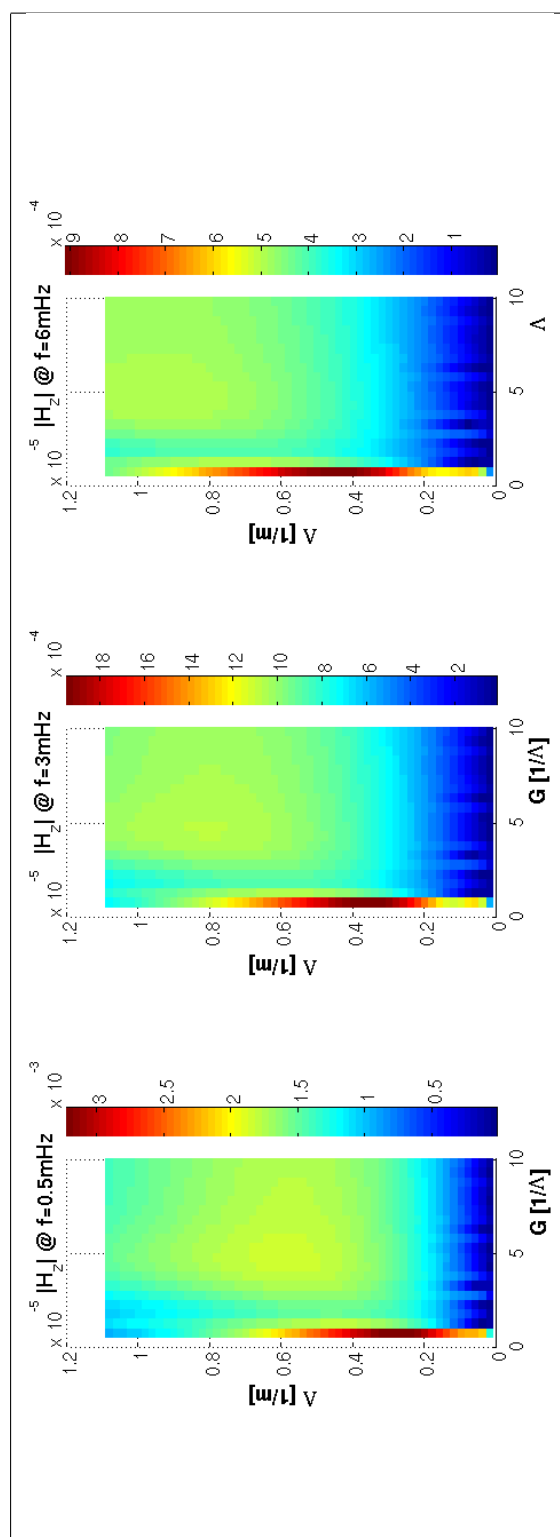 x 10 -5
|H_Z| @ f=0.5mHz
x 10 -3
1.2
1
0.8
0.6
0.4
0.2
0
Λ [1/m]
0 5 10
G [1/Λ]
3
2.5
2
1.5
1
0.5
x 10 -5
|H_Z| @ f=3mHz
x 10 -4
1.2
1
0.8
0.6
0.4
0.2
0
Λ [1/m]
0 5 10
G [1/Λ]
18
16
14
12
10
8
6
4
2
x 10 -5
|H_Z| @ f=6mHz
x 10 -4
1.2
1
0.8
0.6
0.4
0.2
0
Λ [1/m]
0 5 10
Λ
9
8
7
6
5
4
3
2
1